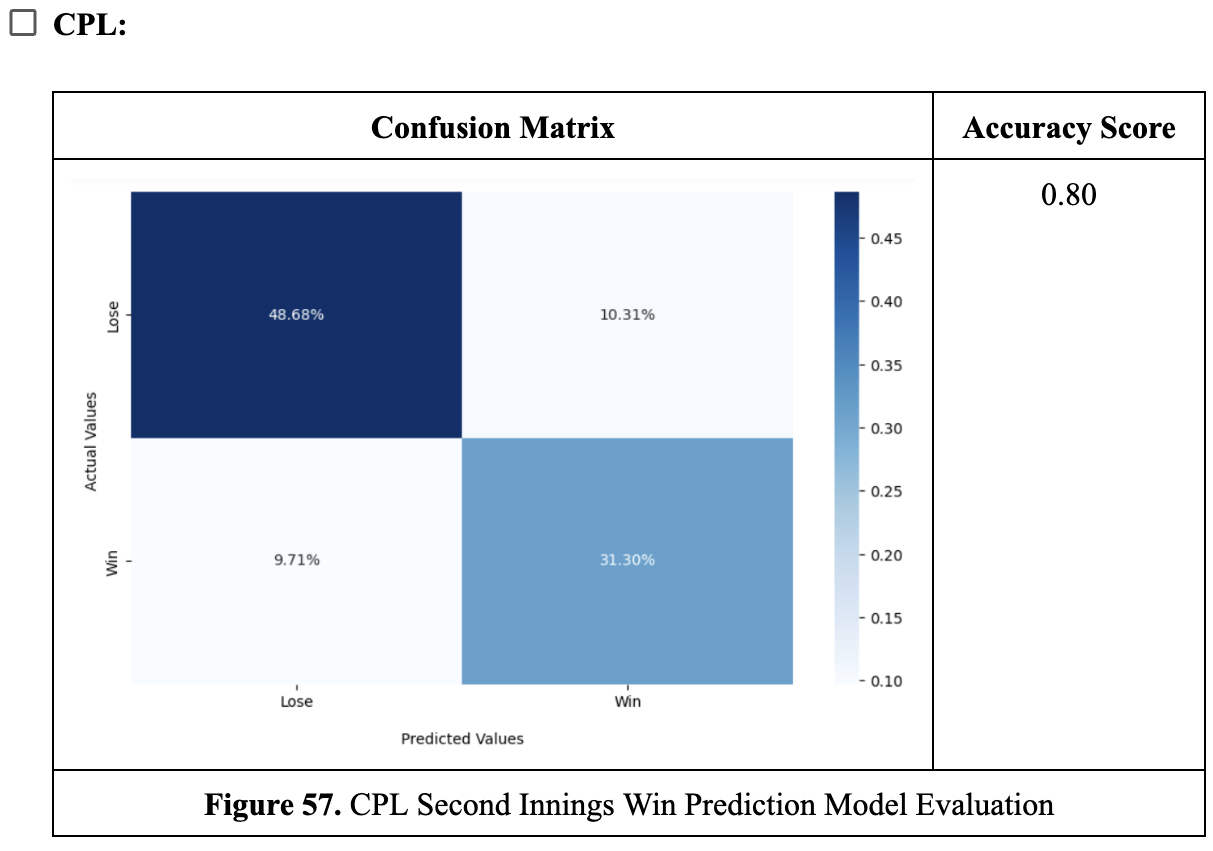 CPL:
Confusion Matrix
Accuracy Score
0.80
Lose
Win
Actual Values
48.68%
10.31%
9.71%
31.30%
Lose
Win
Predicted Values
0.45
0.40
0.35
0.30
0.25
0.20
0.15
0.10
Figure 57. CPL Second Innings Win Prediction Model Evaluation